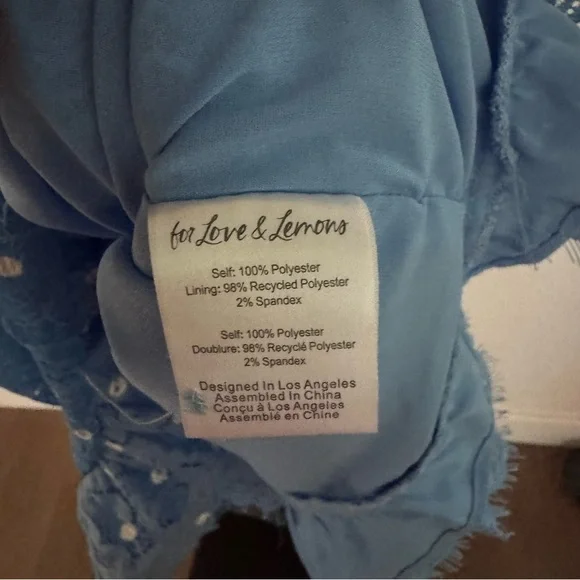 for Love & Lemons
Self: 100% Polyester
Lining: 98% Recycled Polyester
2% Spandex
Self: 100% Polyester
Doublure: 98% Recyclé Polyester
2% Spandex
Designed In Los Angeles
Assembled In China
Conçu à Los Angeles
Assemblé en Chine